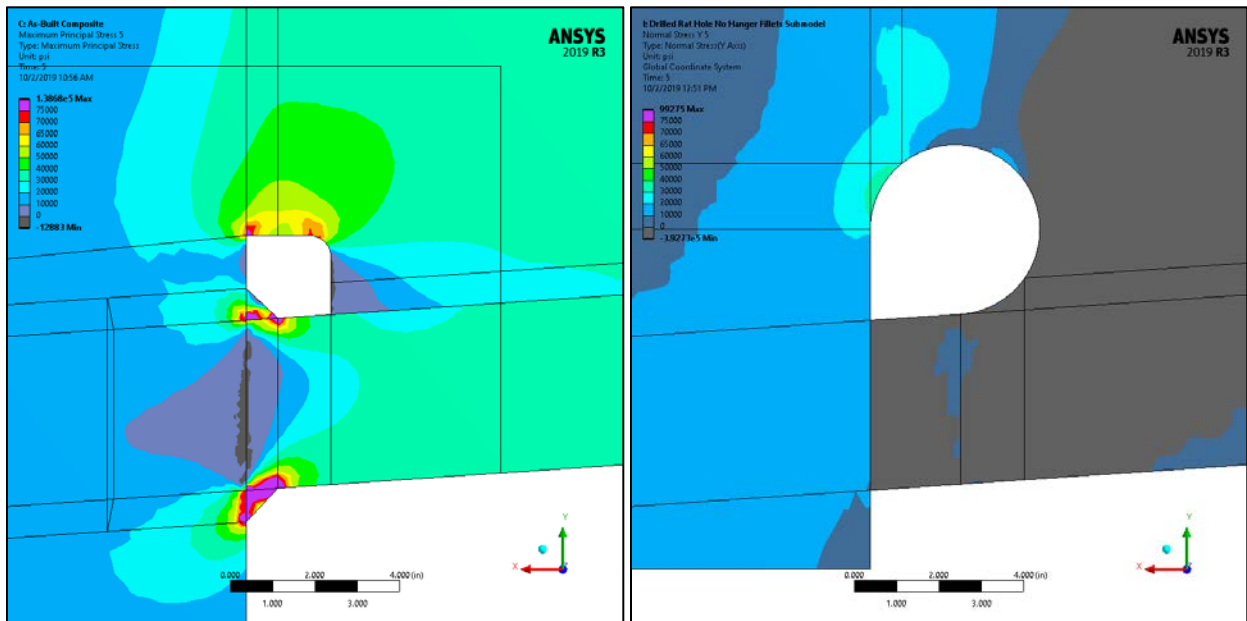 C: As-Built Composite
Maximum Principal Stress 5
Type: Maximum Principal Stress
Unit: psi
Time: 5
10/2/2019 10:56 AM
1.3868e5 Max
75000
70000
65000
60000
50000
40000
30000
20000
10000
0
-12883 Min
ANSYS
2019 R3
Y
X
Z
0.000 2.000 4.000 (in)
1.000 3.000
I: Drilled Rat Hole No Hanger Fillets Submodel
Normal Stress Y 5
Type: Normal Stress(Y Axis)
Unit: psi
Global Coordinate System
Time: 5
10/2/2019 12:51 PM
99275 Max
75000
70000
65000
60000
50000
40000
30000
20000
10000
0
-3.9273e5 Min
ANSYS
2019 R3
Y
X
Z
0.000 2.000 4.000 (in)
1.000 3.000